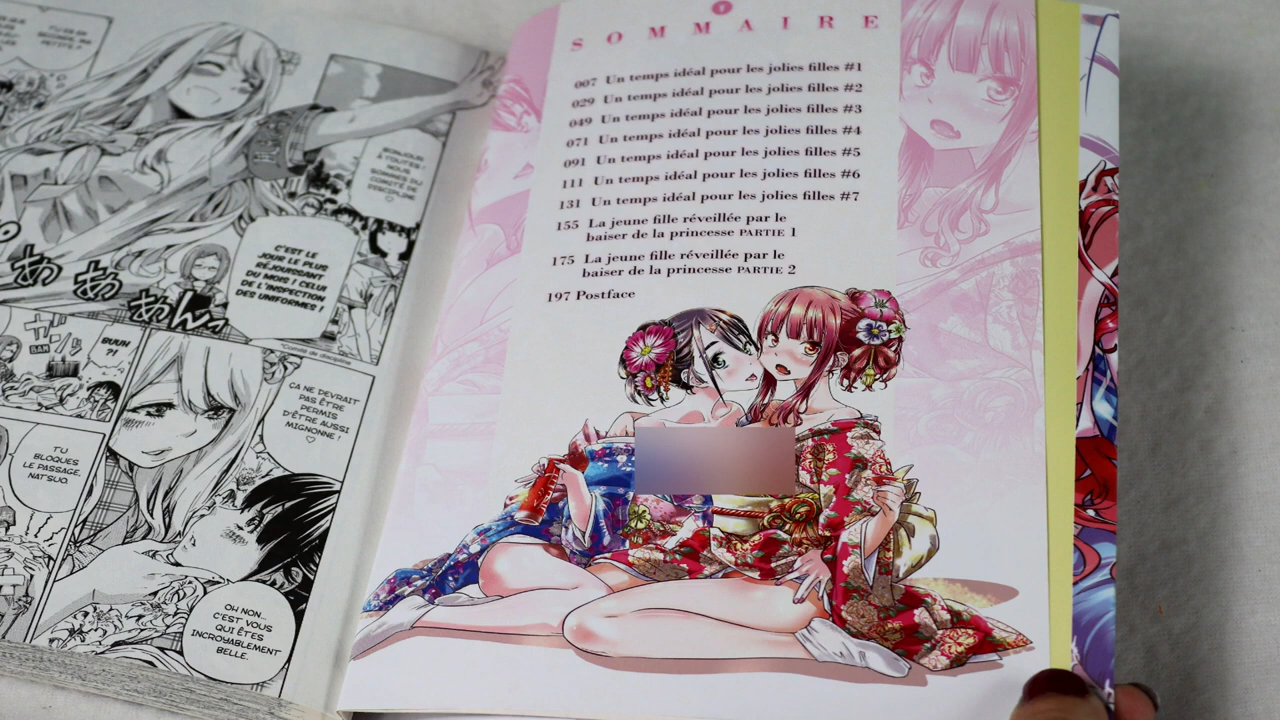 TU ES EN
SECONDE, MA
PETITE ?
BONJOUR
À TOUTES !
NOUS
SOMMES DU
COMITÉ DE
DISCIPLINE
♡
C'EST LE
JOUR LE PLUS
RÉJOUISSANT
DU MOIS ! CELUI
DE L'INSPECTION
DES UNIFORMES !
BAM
BUUH
?!
ÇA NE DEVRAIT
PAS ÊTRE
PERMIS
D'ÊTRE AUSSI
MIGNONNE !
♡
TU
BLOQUES
LE PASSAGE,
NATSUO.
OH NON...
C'EST VOUS
QUI ÊTES
INCROYABLEMENT
BELLE.
SOMMAIRE
007 Un temps idéal pour les jolies filles #1
029 Un temps idéal pour les jolies filles #2
049 Un temps idéal pour les jolies filles #3
071 Un temps idéal pour les jolies filles #4
091 Un temps idéal pour les jolies filles #5
111 Un temps idéal pour les jolies filles #6
131 Un temps idéal pour les jolies filles #7
155 La jeune fille réveillée par le
baiser de la princesse PARTIE 1
175 La jeune fille réveillée par le
baiser de la princesse PARTIE 2
197 Postface